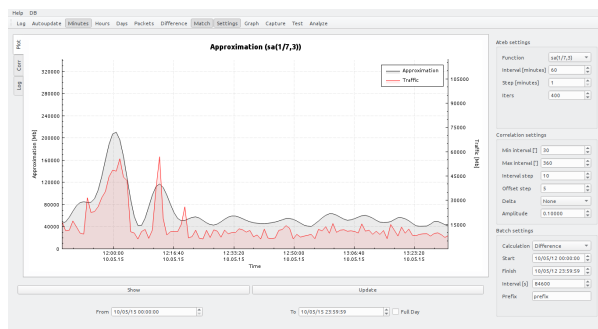 Help DB
Log Autoupdate Minutes Hours Days Packets Difference Match Settings Graph Capture Test Analyze
Plot
Corr
Log
Approximation (sa(1/7,3))
Approximation
Traffic
Approximation [Mb]
320000
280000
240000
200000
160000
120000
80000
40000
0
105000
75000
50000
30000
15000
Traffic [Mb]
12:00:00 12:16:40 12:33:20 12:50:00 13:06:40 13:23:20
10.05.15 10.05.15 10.05.15 10.05.15 10.05.15 10.05.15
Time
Show Update
From 10/05/15 00:00:00 To 10/05/15 23:59:59 Full Day
Ateb settings
Function sa(1/7,3)
Interval [minutes] 60
Step [minutes] 1
Iters 400
Correlation settings
Min interval [] 30
Max interval [] 360
Interval step 10
Offset step 5
Delta None
Amplitude 0.10000
Batch settings
Calculation Difference
Start 10/05/12 00:00:00
Finish 10/05/12 23:59:59
Interval [s] 84600
Prefix prefix